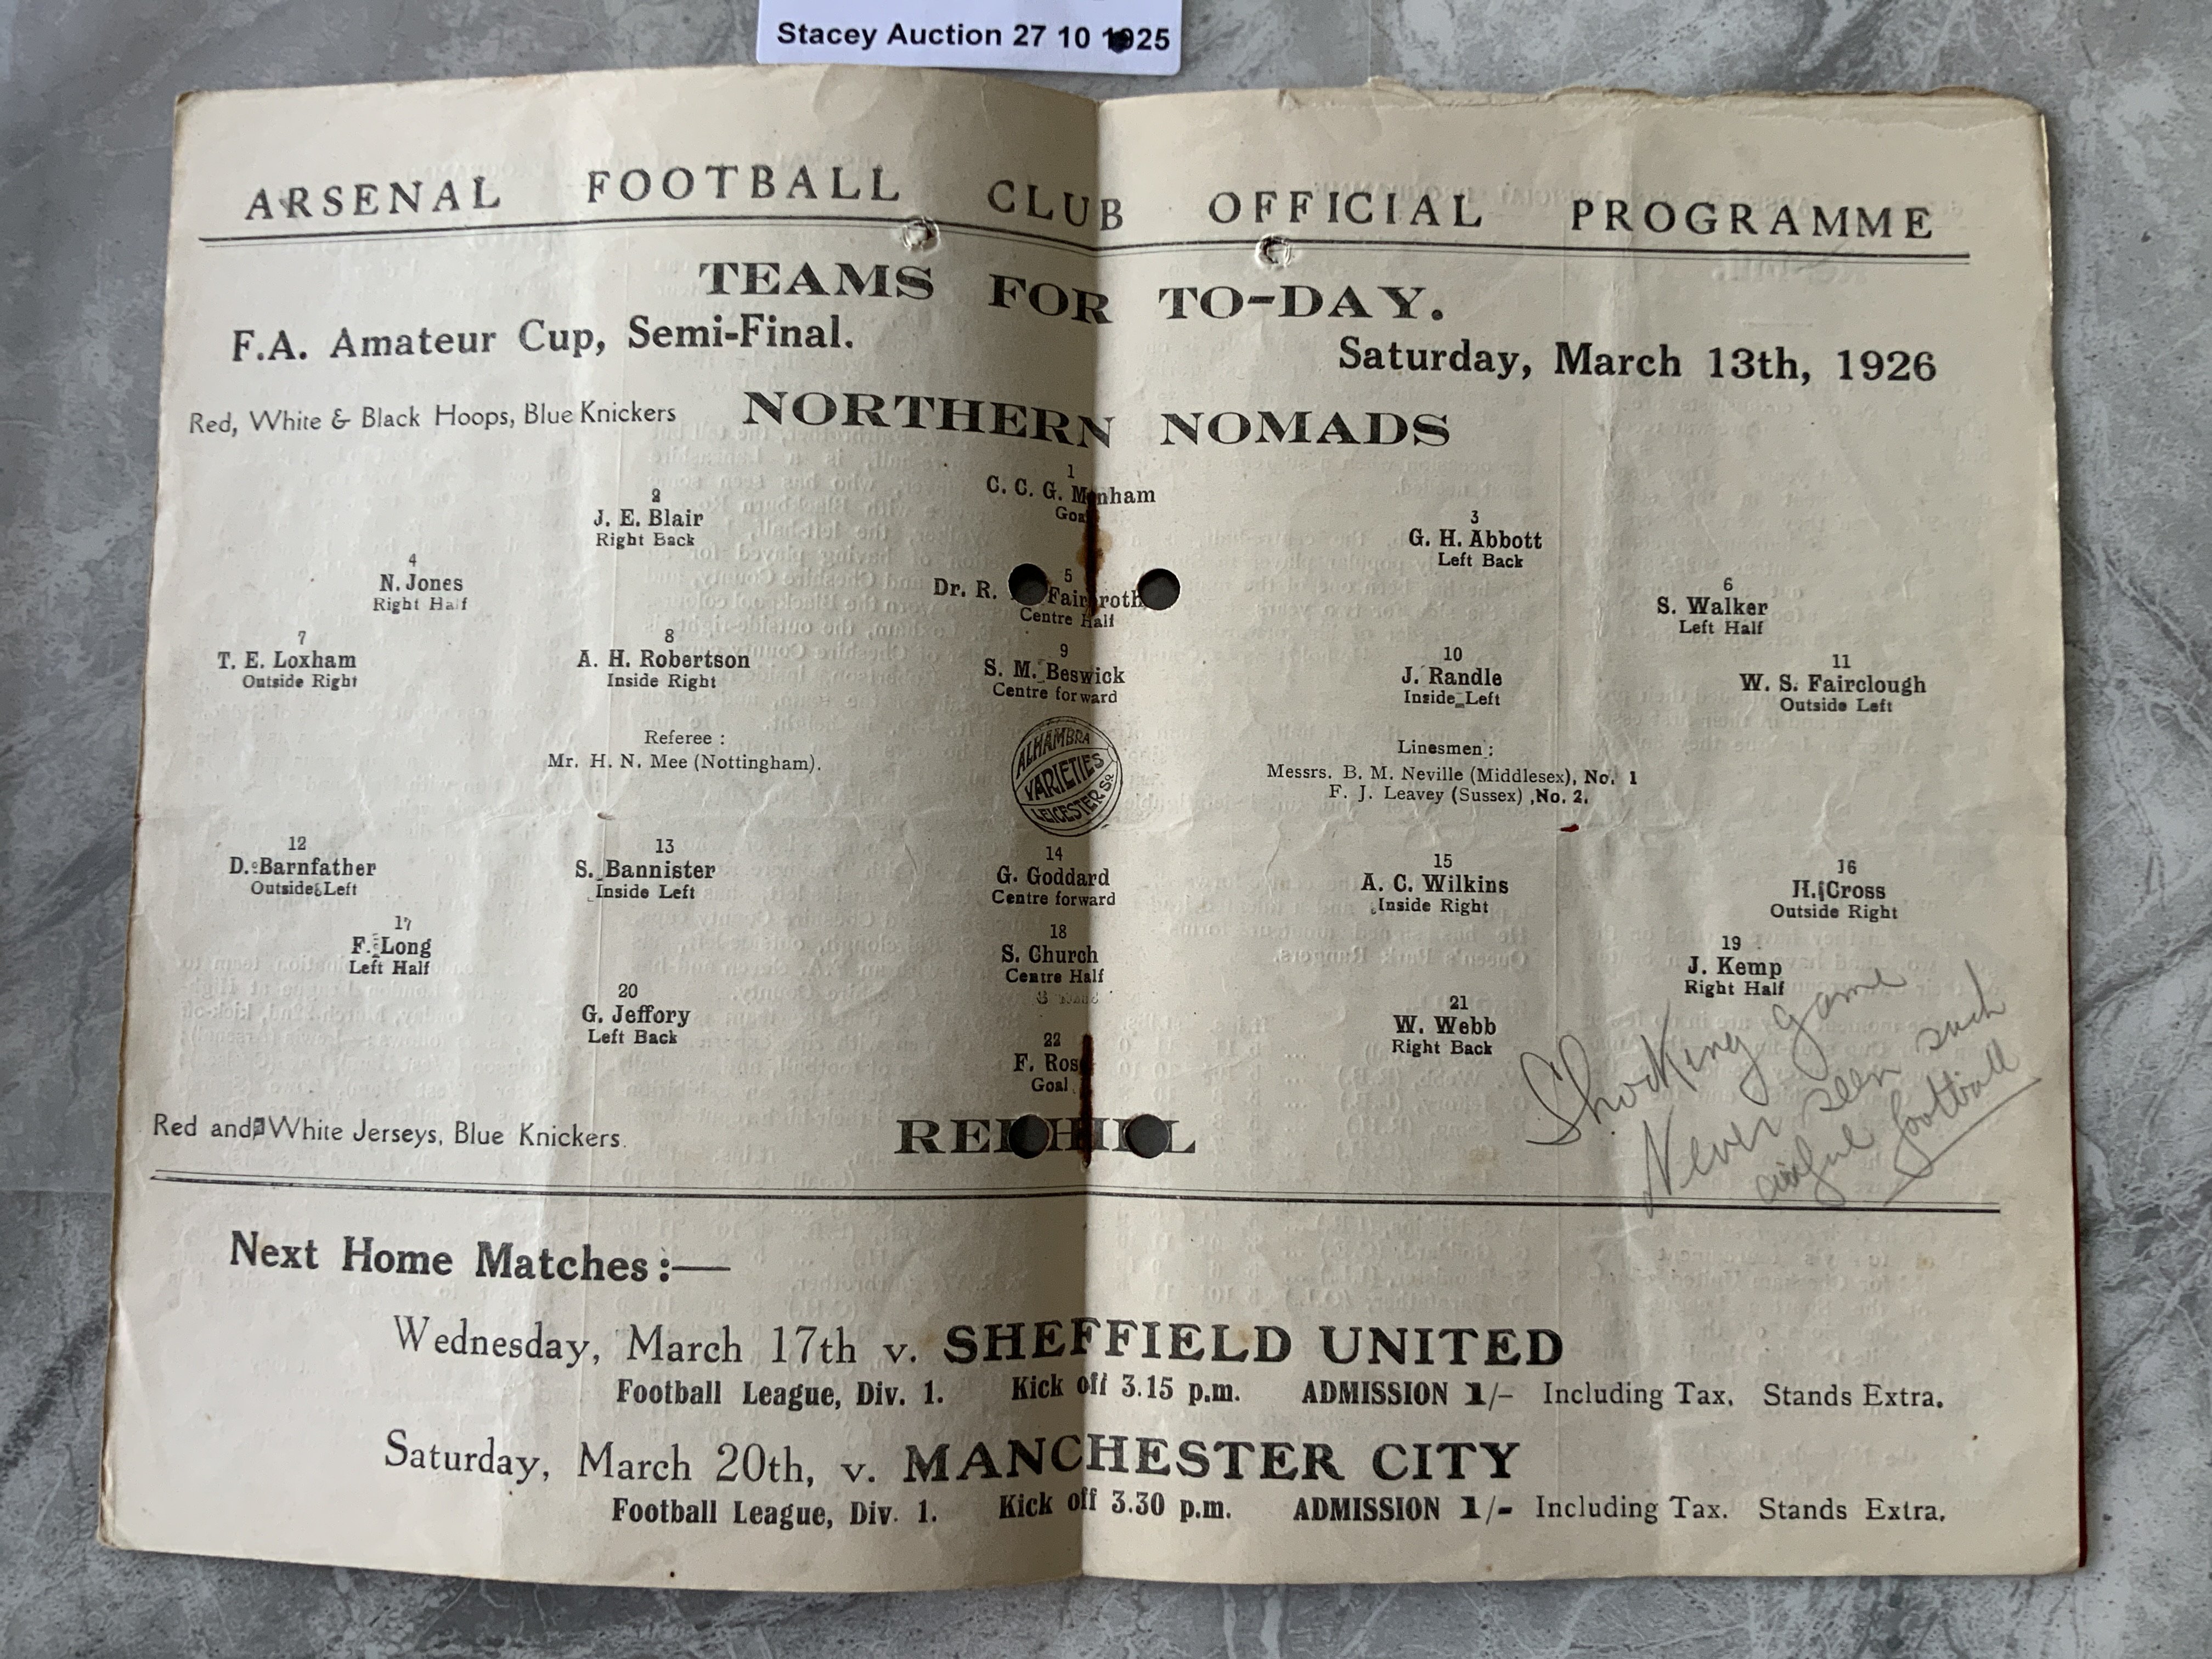 Stacey Auction 27 10 1925
ARSENAL FOOTBALL CLUB OFFICIAL PROGRAMME
TEAMS FOR TO-DAY.
F.A. Amateur Cup, Semi-Final.
Saturday, March 13th, 1926
Red, White & Black Hoops, Blue Knickers
NORTHERN NOMADS
1
C. C. G.
Goal
2
J. E. Blair
Right Back
3
G. H. Abbott
Left Back
4
N. Jones
Right Half
5
Dr. R.
Centre Half
6
S. Walker
Left Half
7
T. E. Loxham
Outside Right
8
A. H. Robertson
Inside Right
9
S. M. Beswick
Centre forward
10
J. Randle
Inside Left
11
W. S. Fairclough
Outside Left
Referee :
Mr. H. N. Mee (Nottingham).
ALHAMBRA
VARIETIES
LEICESTER SQ
Linesmen :
Messrs. B. M. Neville (Middlesex), No. 1
F. J. Leavey (Sussex) ,No. 2.
12
D. Barnfather
Outside Left
13
S. Bannister
Inside Left
14
G. Goddard
Centre forward
15
A. C. Wilkins
Inside Right
16
H. Cross
Outside Right
17
F. Long
Left Half
18
S. Church
Centre Half
19
J. Kemp
Right Half
20
G. Jeffory
Left Back
21
W. Webb
Right Back
22
F.
Goal
Shocking game
Never seen such
awful football
Red and White Jerseys, Blue Knickers.
REDHILL
Next Home Matches :—
Wednesday, March 17th v. SHEFFIELD UNITED
Football League, Div. 1. Kick off 3.15 p.m. ADMISSION 1/- Including Tax. Stands Extra.
Saturday, March 20th, v. MANCHESTER CITY
Football League, Div. 1. Kick off 3.30 p.m. ADMISSION 1/- Including Tax. Stands Extra.